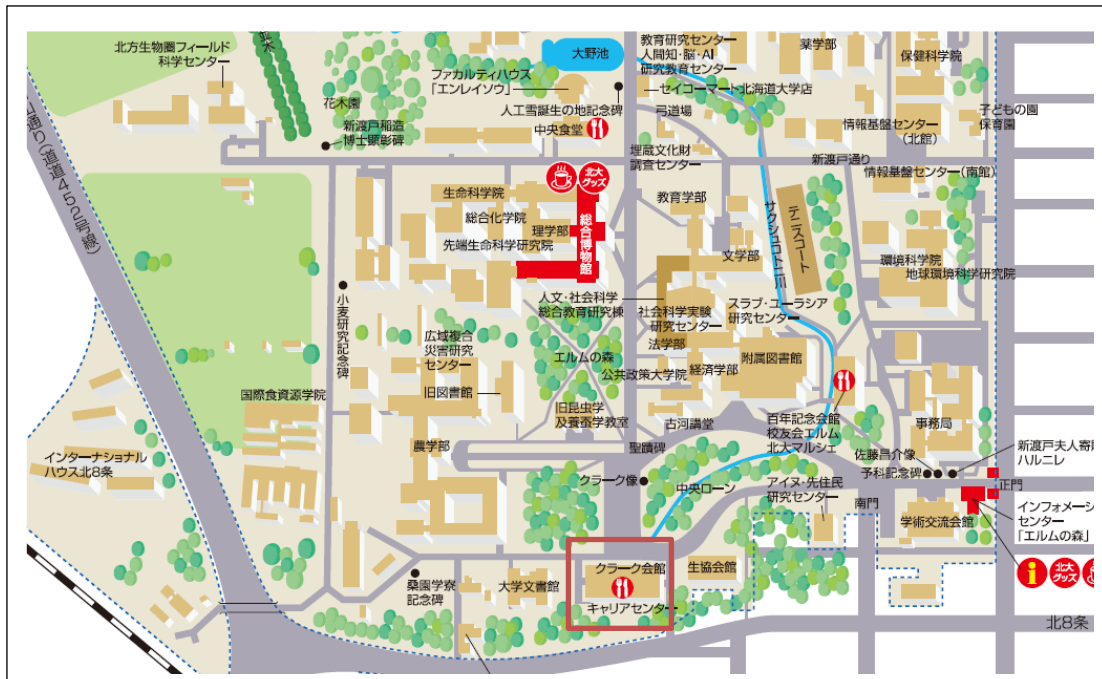 北方生物圏フィールド
科学センター
大野池
教育研究センター
人間知・脳・AI
研究教育センター
薬学部
保健科学院
ファカルティハウス
「エンレイソウ」
セイコーマート北海道大学店
花木園
人工雪誕生の地記念碑
弓道場
子どもの園
保育園
新渡戸稲造
博士顕彰碑
中央食堂
情報基盤センター
(北館)
埋蔵文化財
調査センター
新渡戸通り
情報基盤センター(南館)
通り(道道452号線)
北大
グッズ
生命科学院
教育学部
総合化学院
理学部
総合博物館
先端生命科学研究院
サクシュコトニ川
テニスコート
文学部
環境科学院
地球環境科学研究院
小麦研究記念碑
人文・社会科学
総合教育研究棟
社会科学実験
研究センター
スラブ・ユーラシア
研究センター
広域複合
災害研究
センター
エルムの森
法学部
附属図書館
公共政策大学院
経済学部
国際食資源学院
旧図書館
旧昆虫学
及養蚕学教室
古河講堂
百年記念会館
校友会エルム
北大マルシェ
事務局
農学部
聖蹟碑
佐藤昌介像
予科記念碑
新渡戸夫人寄
ハルニレ
インターナショナル
ハウス北8条
クラーク像
中央ローン
アイヌ・先住民
研究センター
南門
正門
学術交流会館
インフォメーシ
センター
「エルムの森」
クラーク会館
生協会館
桑園学寮
記念碑
大学文書館
キャリアセンター
i
北大
グッズ
北8条